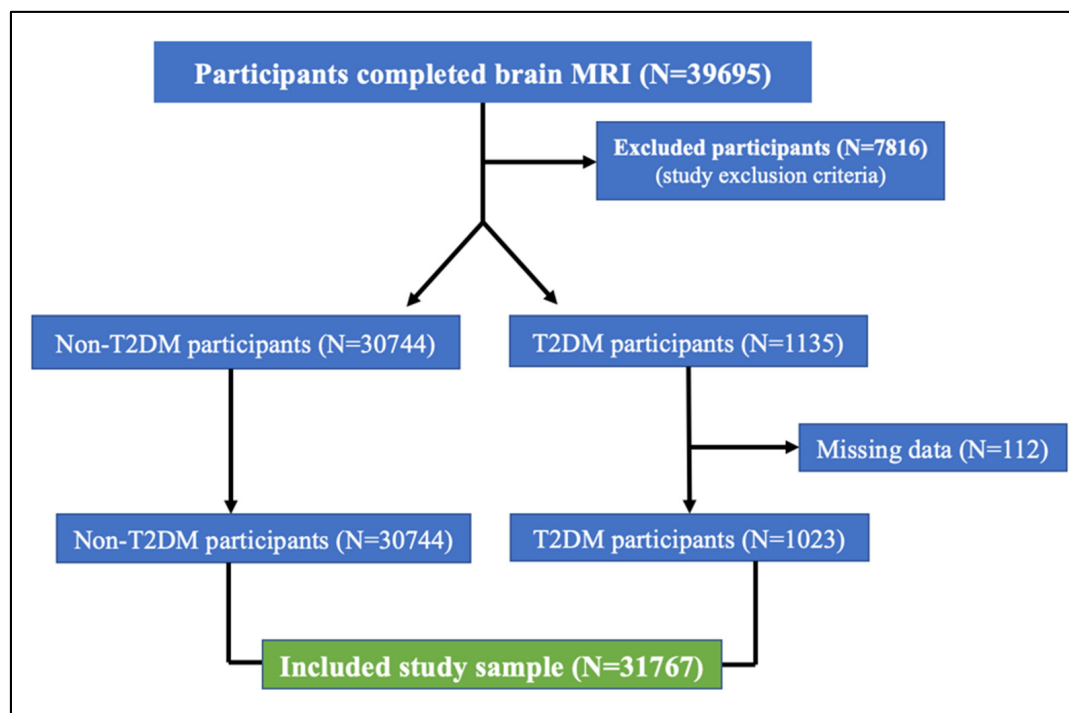 Participants completed brain MRI (N=39695)
Excluded participants (N=7816)
(study exclusion criteria)
Non-T2DM participants (N=30744)
T2DM participants (N=1135)
Missing data (N=112)
Non-T2DM participants (N=30744)
T2DM participants (N=1023)
Included study sample (N=31767)